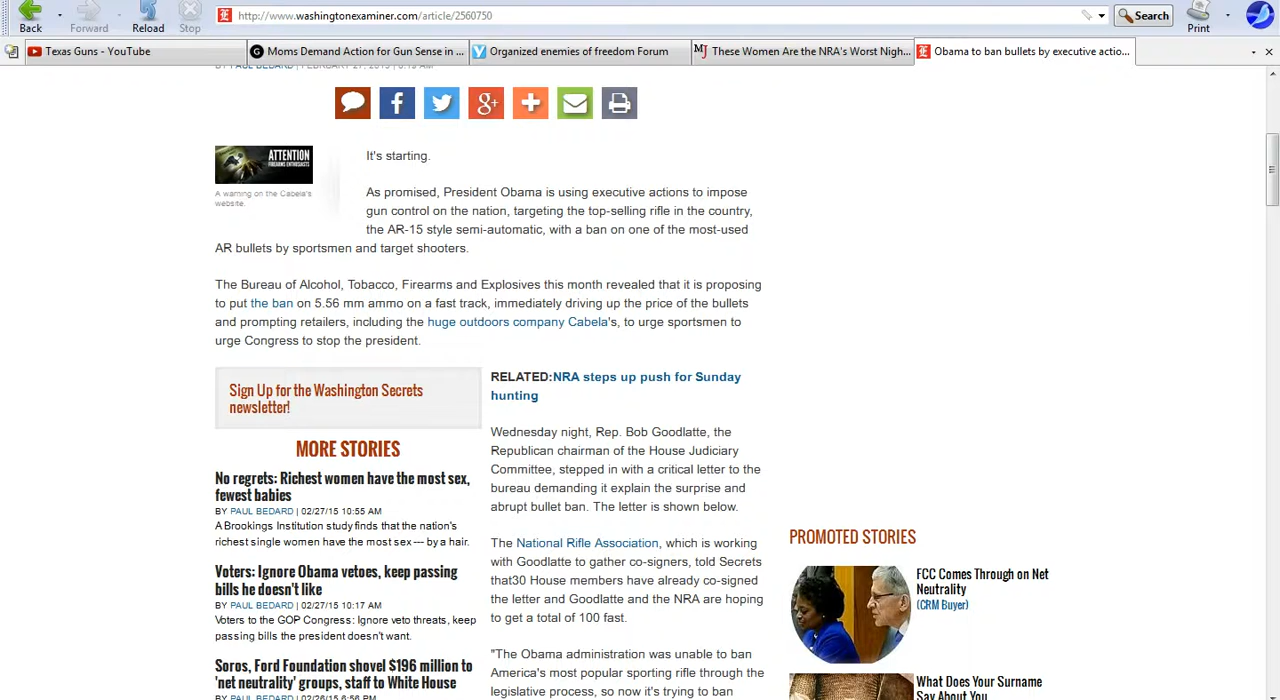 http://www.washingtonexaminer.com/article/2560750
Search
Back
Forward
Reload
Stop
Print
Texas Guns - YouTube
Moms Demand Action for Gun Sense in ...
Organized enemies of freedom Forum
These Women Are the NRA's Worst Nigh...
Obama to ban bullets by executive actio...
BY PAUL BEDARD | FEBRUARY 27, 2015
ATTENTION
FIREARMS ENTHUSIASTS
A warning on the Cabela's
website.
It's starting.
As promised, President Obama is using executive actions to impose
gun control on the nation, targeting the top-selling rifle in the country,
the AR-15 style semi-automatic, with a ban on one of the most-used
AR bullets by sportsmen and target shooters.
The Bureau of Alcohol, Tobacco, Firearms and Explosives this month revealed that it is proposing
to put the ban on 5.56 mm ammo on a fast track, immediately driving up the price of the bullets
and prompting retailers, including the huge outdoors company Cabela's, to urge sportsmen to
urge Congress to stop the president.
Sign Up for the Washington Secrets
newsletter!
MORE STORIES
No regrets: Richest women have the most sex,
fewest babies
BY PAUL BEDARD | 02/27/15 10:55 AM
A Brookings Institution study finds that the nation's
richest single women have the most sex --- by a hair.
Voters: Ignore Obama vetoes, keep passing
bills he doesn't like
BY PAUL BEDARD | 02/27/15 10:17 AM
Voters to the GOP Congress: Ignore veto threats, keep
passing bills the president doesn't want.
Soros, Ford Foundation shovel $196 million to
'net neutrality' groups, staff to White House
BY PAUL BEDARD | 02/26/15 6:56 PM
RELATED:NRA steps up push for Sunday
hunting
Wednesday night, Rep. Bob Goodlatte, the
Republican chairman of the House Judiciary
Committee, stepped in with a critical letter to the
bureau demanding it explain the surprise and
abrupt bullet ban. The letter is shown below.
The National Rifle Association, which is working
with Goodlatte to gather co-signers, told Secrets
that30 House members have already co-signed
the letter and Goodlatte and the NRA are hoping
to get a total of 100 fast.
"The Obama administration was unable to ban
America's most popular sporting rifle through the
legislative process, so now it's trying to ban
PROMOTED STORIES
FCC Comes Through on Net
Neutrality
(CRM Buyer)
What Does Your Surname
Say About You